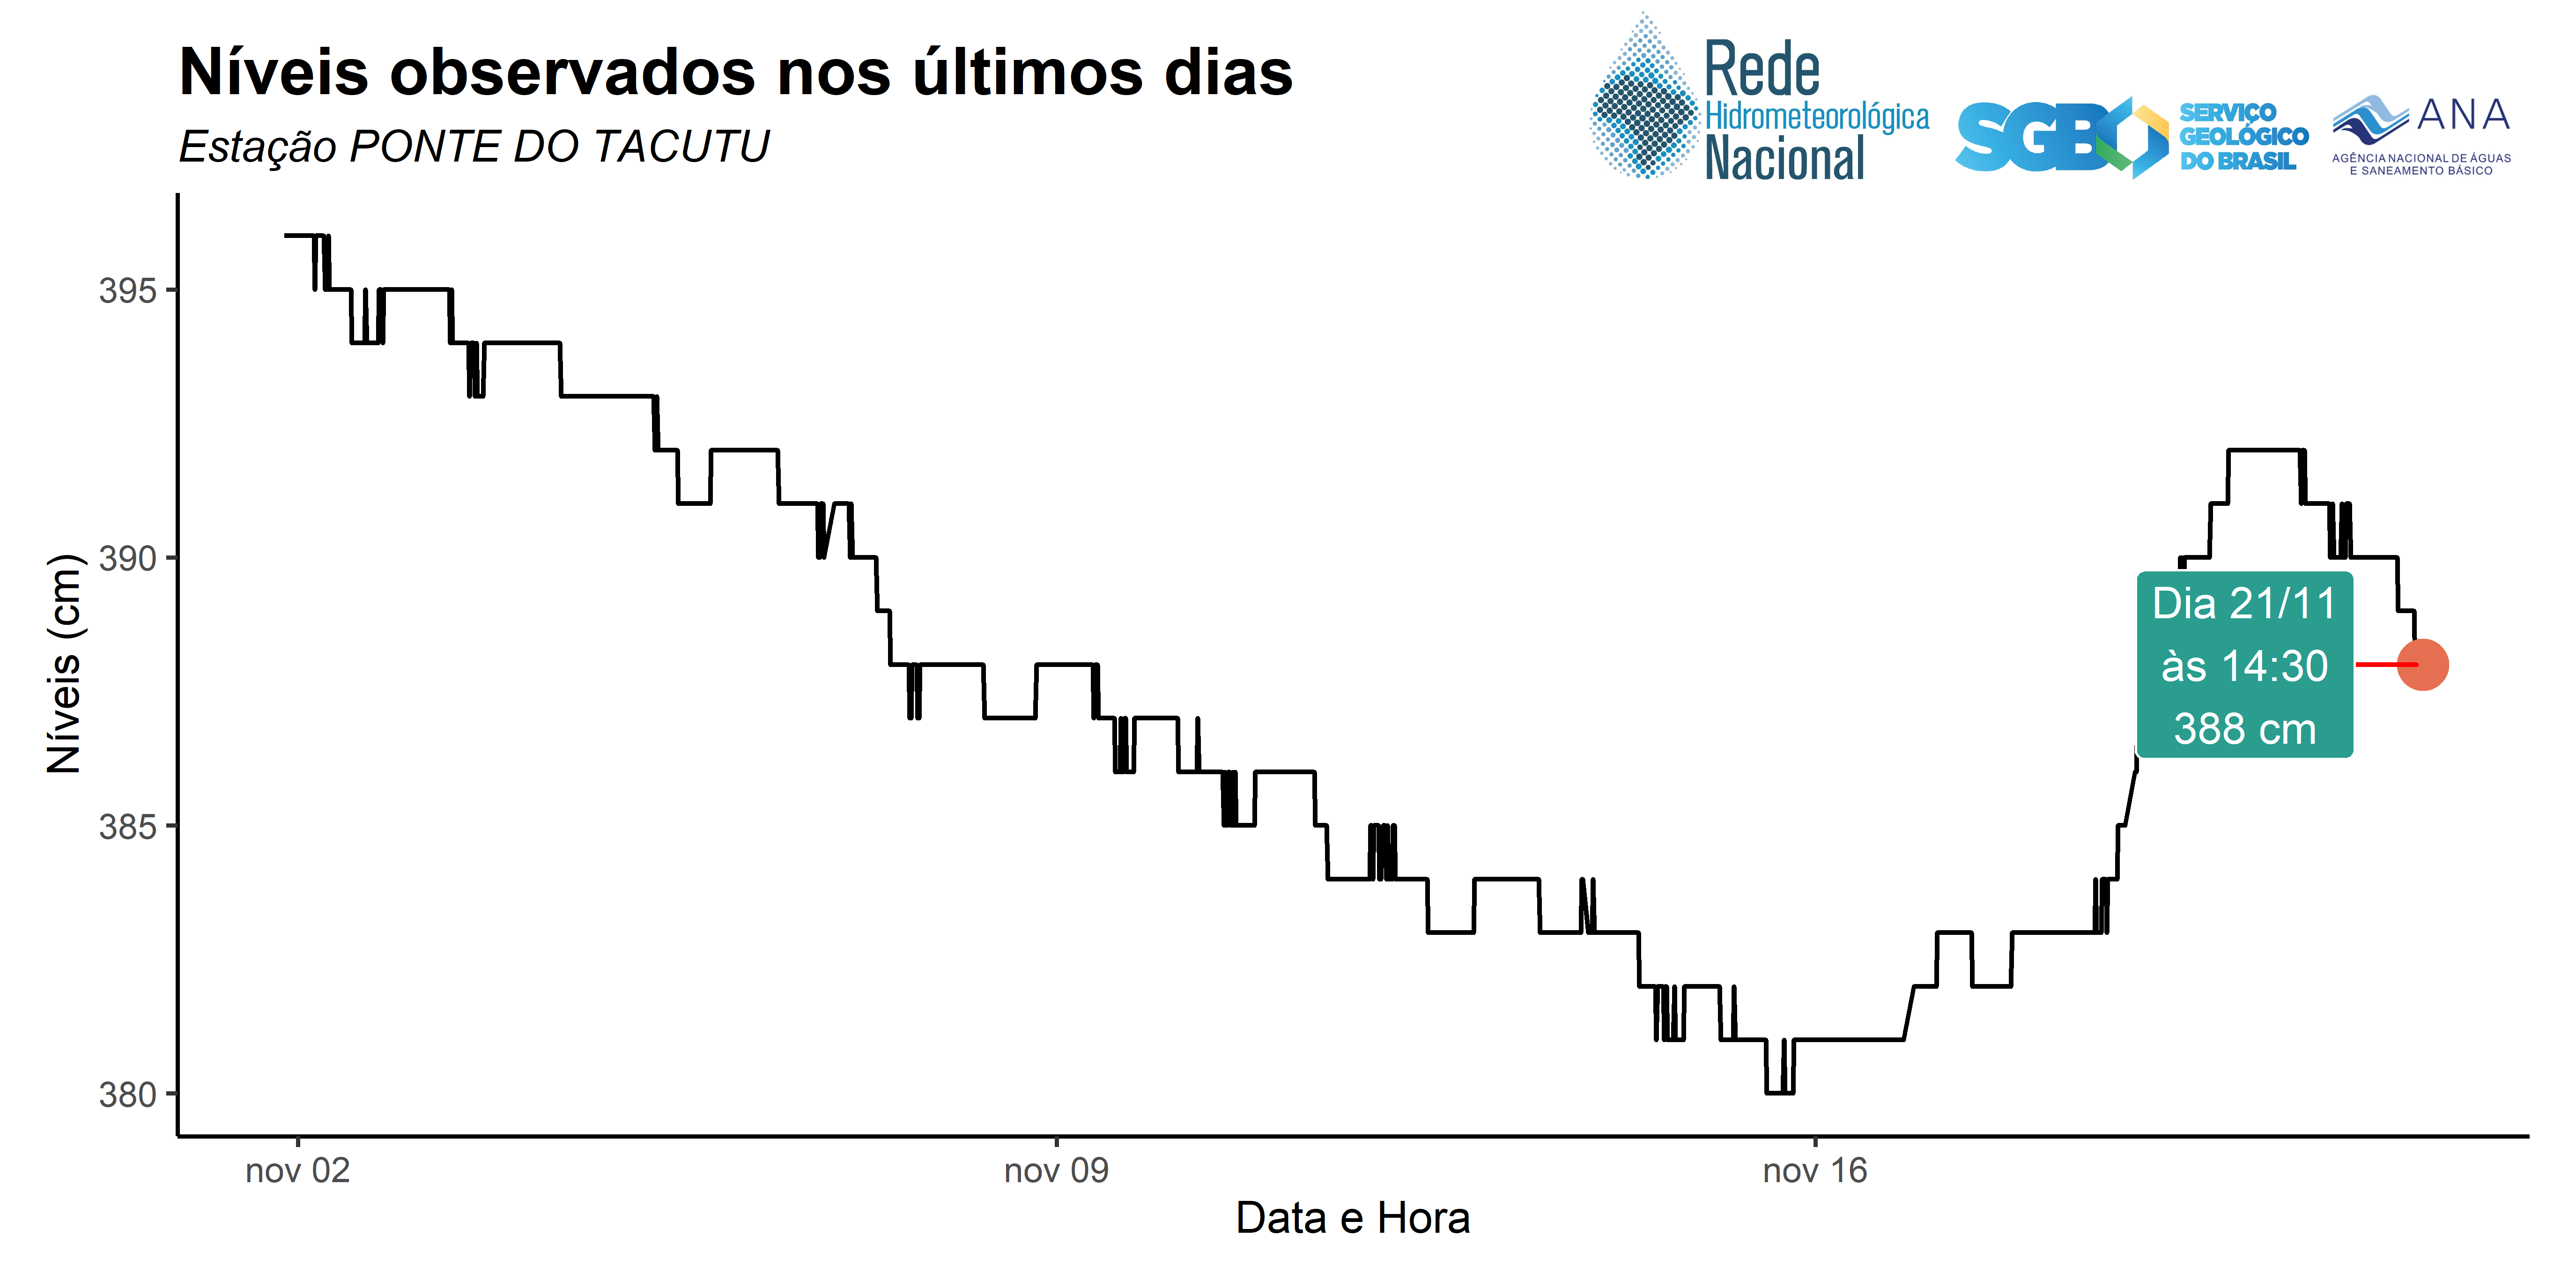 Níveis observados nos últimos dias
Estação PONTE DO TACUTU
Rede
Hidrometeorológica
Nacional
SGB
SERVIÇO
GEOLÓGICO
DO BRASIL
ANA
AGÊNCIA NACIONAL DE ÁGUAS
E SANEAMENTO BÁSICO
Níveis (cm)
395
390
385
380
Dia 21/11
às 14:30
388 cm
nov 02
nov 09
nov 16
Data e Hora